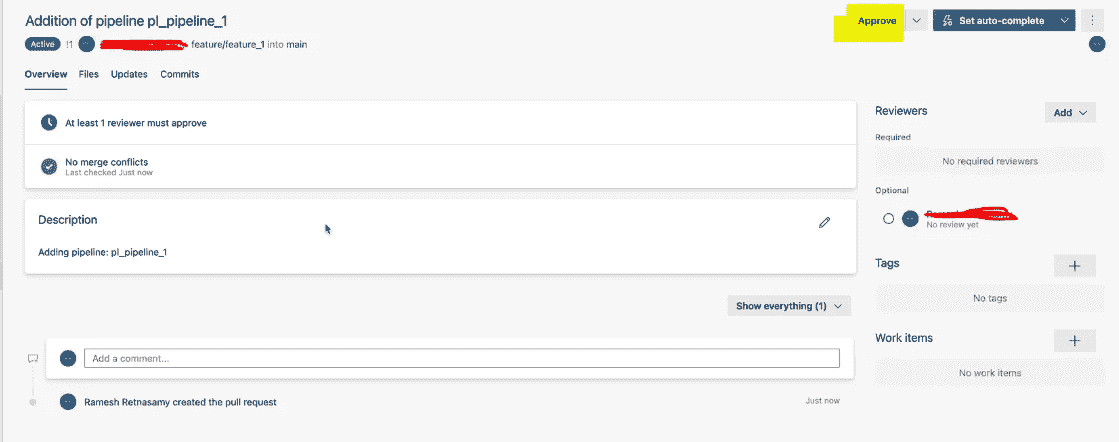 Addition of pipeline pl_pipeline_1
Approve
Set auto-complete
Active !1 feature/feature_1 into main
Overview Files Updates Commits
At least 1 reviewer must approve
No merge conflicts
Last checked Just now
Description
Adding pipeline: pl_pipeline_1
Show everything (1)
Add a comment...
Ramesh Retnasamy created the pull request
Just now
Reviewers
Add
Required
No required reviewers
Optional
No review yet
Tags
No tags
Work items
No work items